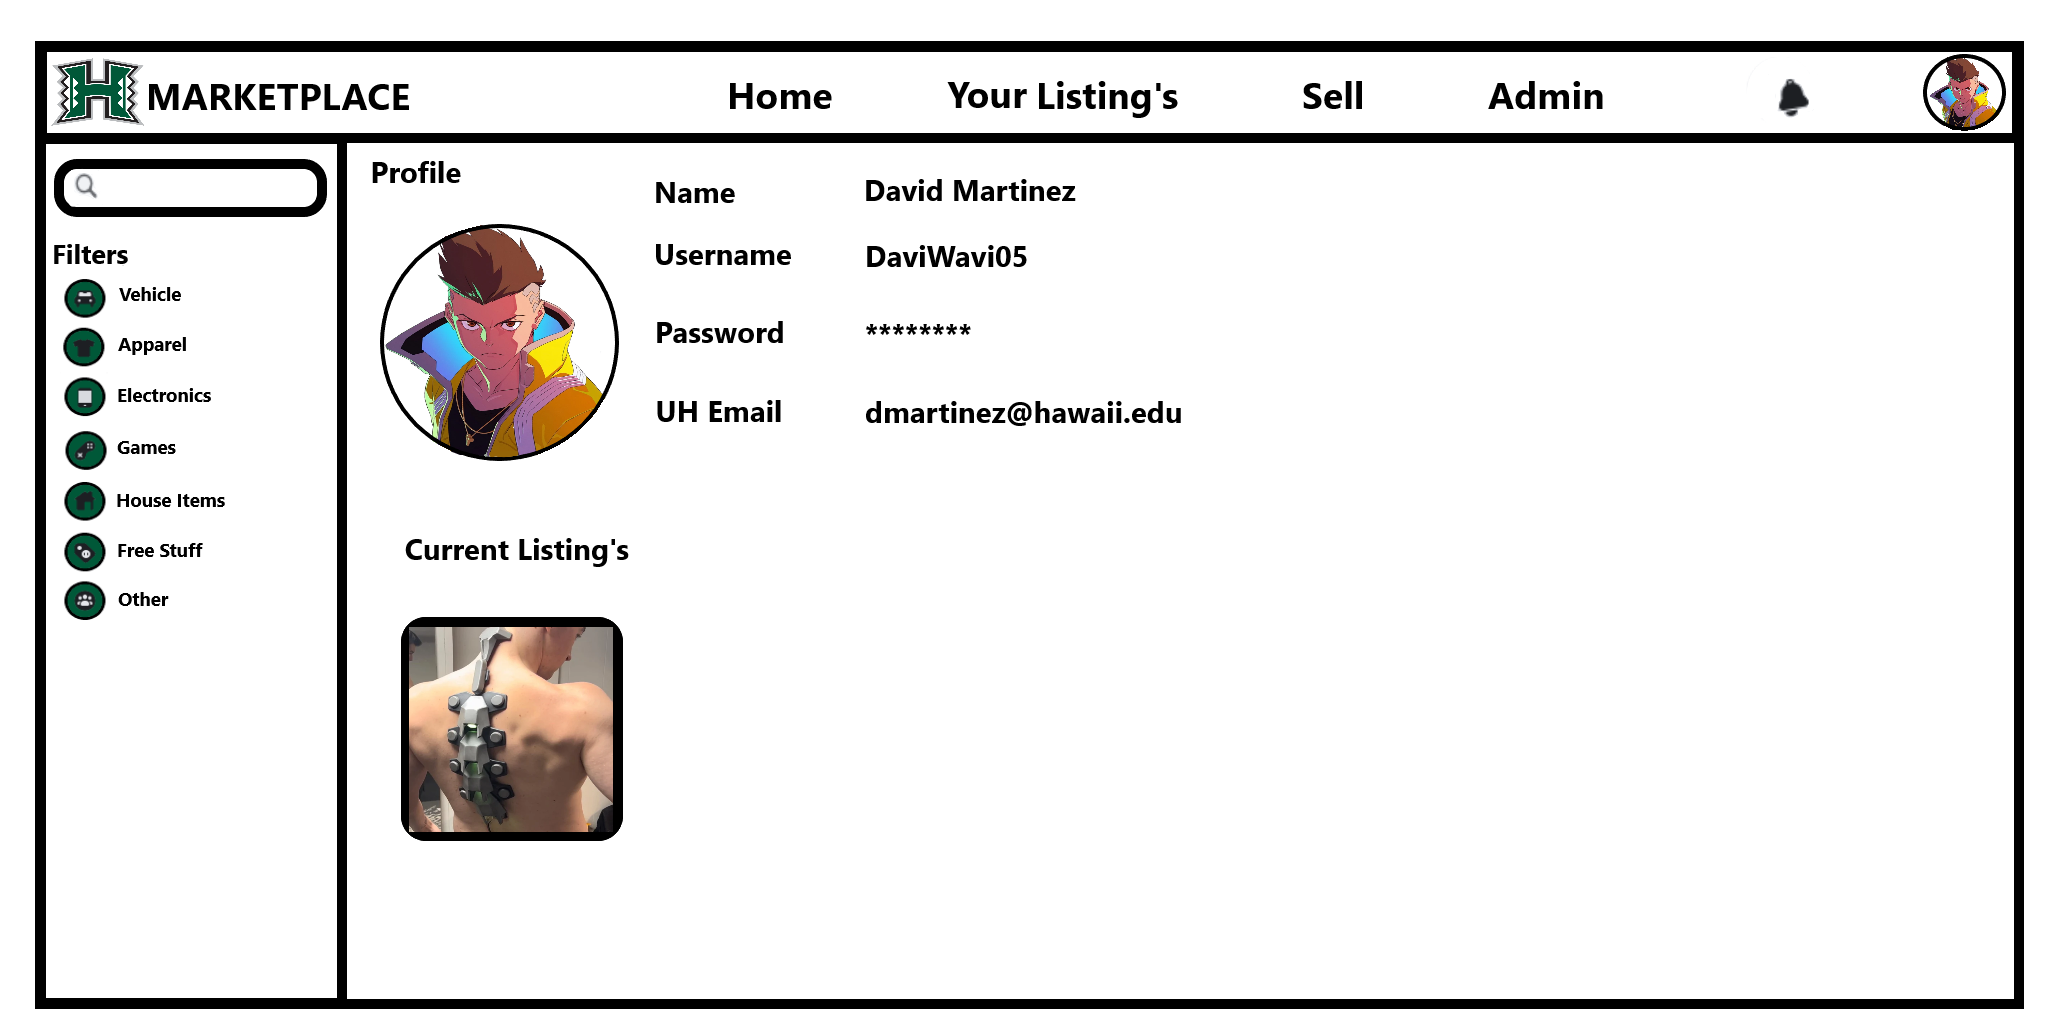 H MARKETPLACE Home Your Listing's Sell Admin
Profile
Name David Martinez
Username DaviWavi05
Password ********
UH Email dmartinez@hawaii.edu
Filters
Vehicle
Apparel
Electronics
Games
House Items
Free Stuff
Other
Current Listing's